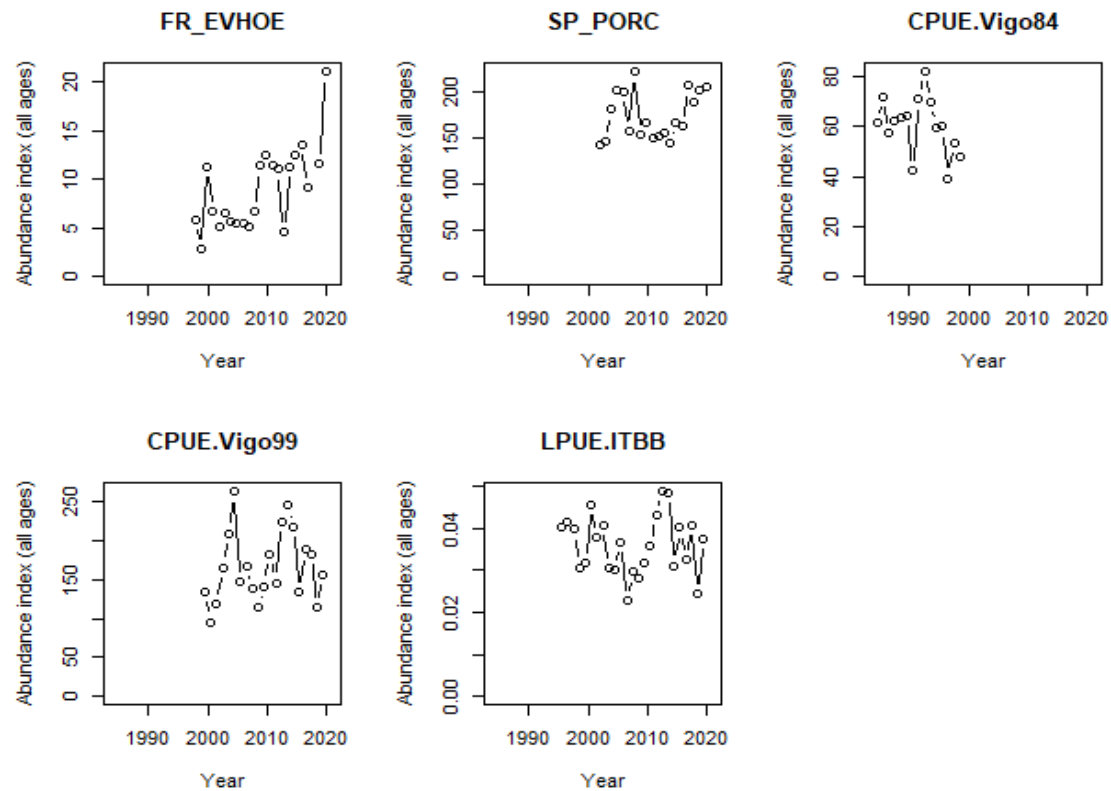 FR_EVHOE
Abundance index (all ages)
20
15
10
5
0
1990 2000 2010 2020
Year
SP_PORC
Abundance index (all ages)
200
150
100
50
0
1990 2000 2010 2020
Year
CPUE.Vigo84
Abundance index (all ages)
80
60
40
20
0
1990 2000 2010 2020
Year
CPUE.Vigo99
Abundance index (all ages)
250
150
50
0
1990 2000 2010 2020
Year
LPUE.ITBB
Abundance index (all ages)
0.04
0.02
0.00
1990 2000 2010 2020
Year